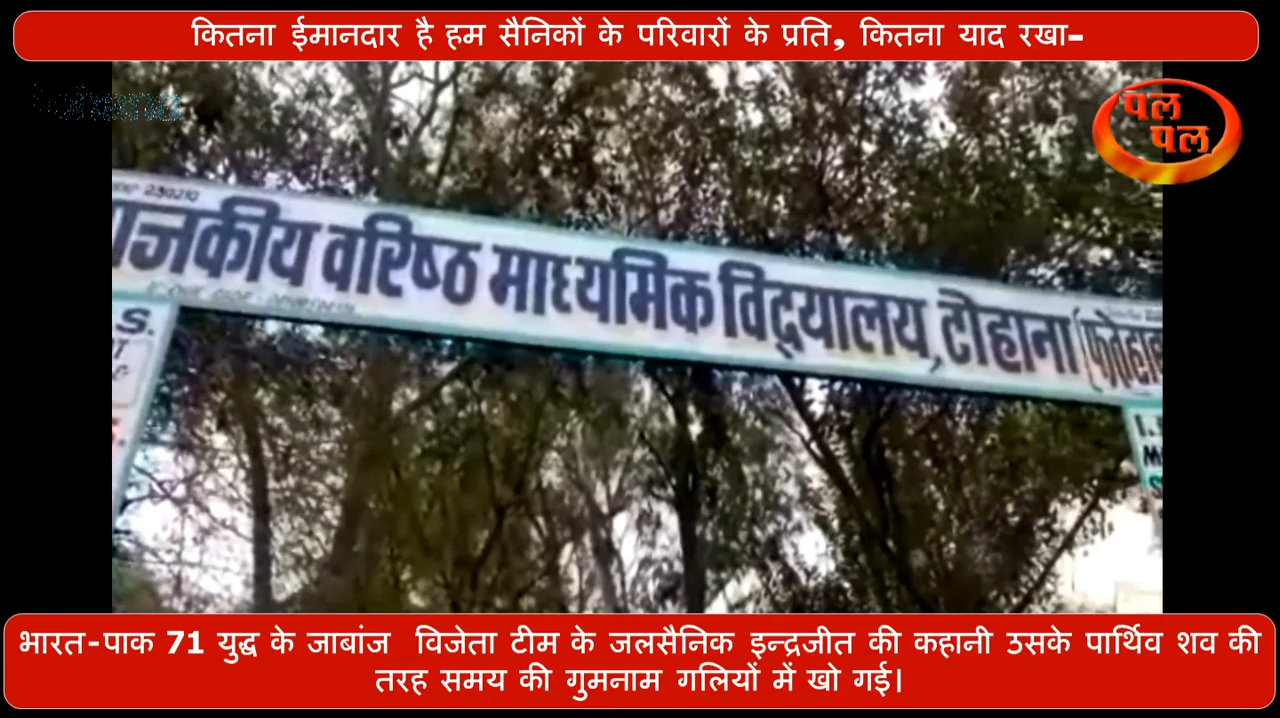 कितना ईमानदार है हम सैनिकों के परिवारों के प्रति, कितना याद रखा-
पल
पल
230210
राजकीय वरिष्ठ माध्यमिक विद्यालय, टोहाना
S.
भारत-पाक 71 युद्ध के जाबांज विजेता टीम के जलसैनिक इन्द्रजीत की कहानी उसके पार्थिव शव की
तरह समय की गुमनाम गलियों में खो गई।